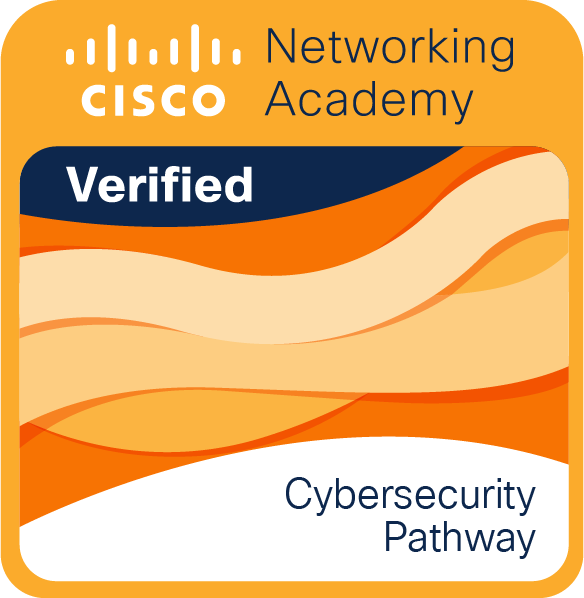 CISCO
Networking
Academy
Verified
Cybersecurity
Pathway